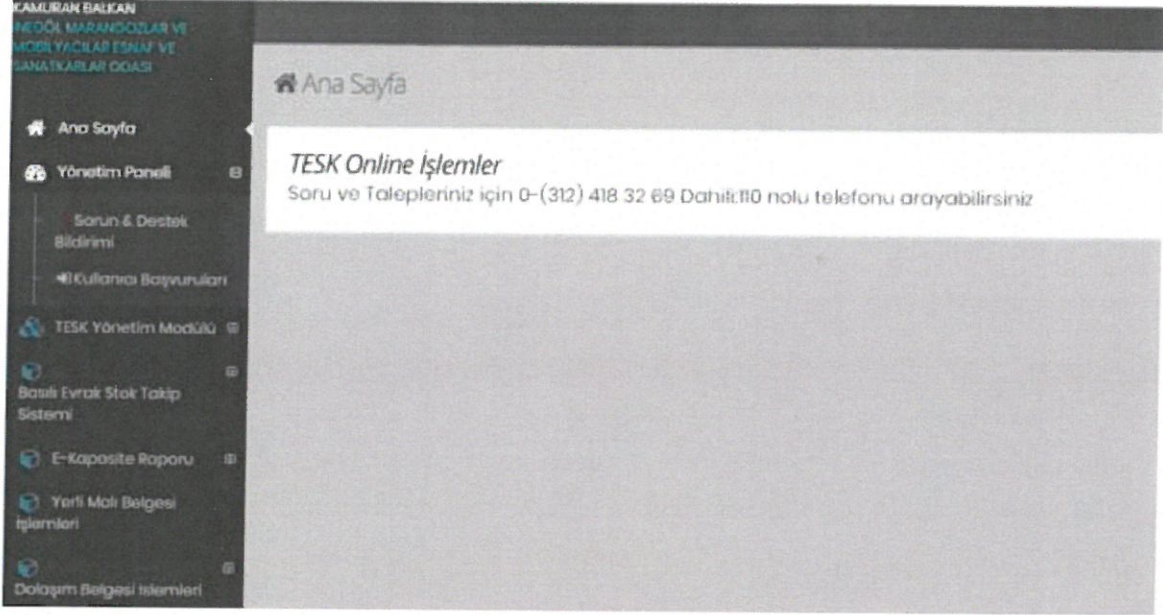 KAMURAN BALKAN
İNEGÖL MARANGOZLAR VE
MOBİLYACILAR ESNAF VE
SANATKARLAR ODASI
Ana Sayfa
Yönetim Paneli
Sorun & Destek
Bildirimi
Kullanıcı Başvuruları
TESK Yönetim Modülü
Basılı Evrak Stok Takip
Sistemi
E-Kapasite Raporu
Yerli Malı Belgesi
İşlemleri
Dolaşım Belgesi İşlemleri
Ana Sayfa
TESK Online İşlemler
Soru ve Talepleriniz için 0-(312) 418 32 69 Dahili:110 nolu telefonu arayabilirsiniz